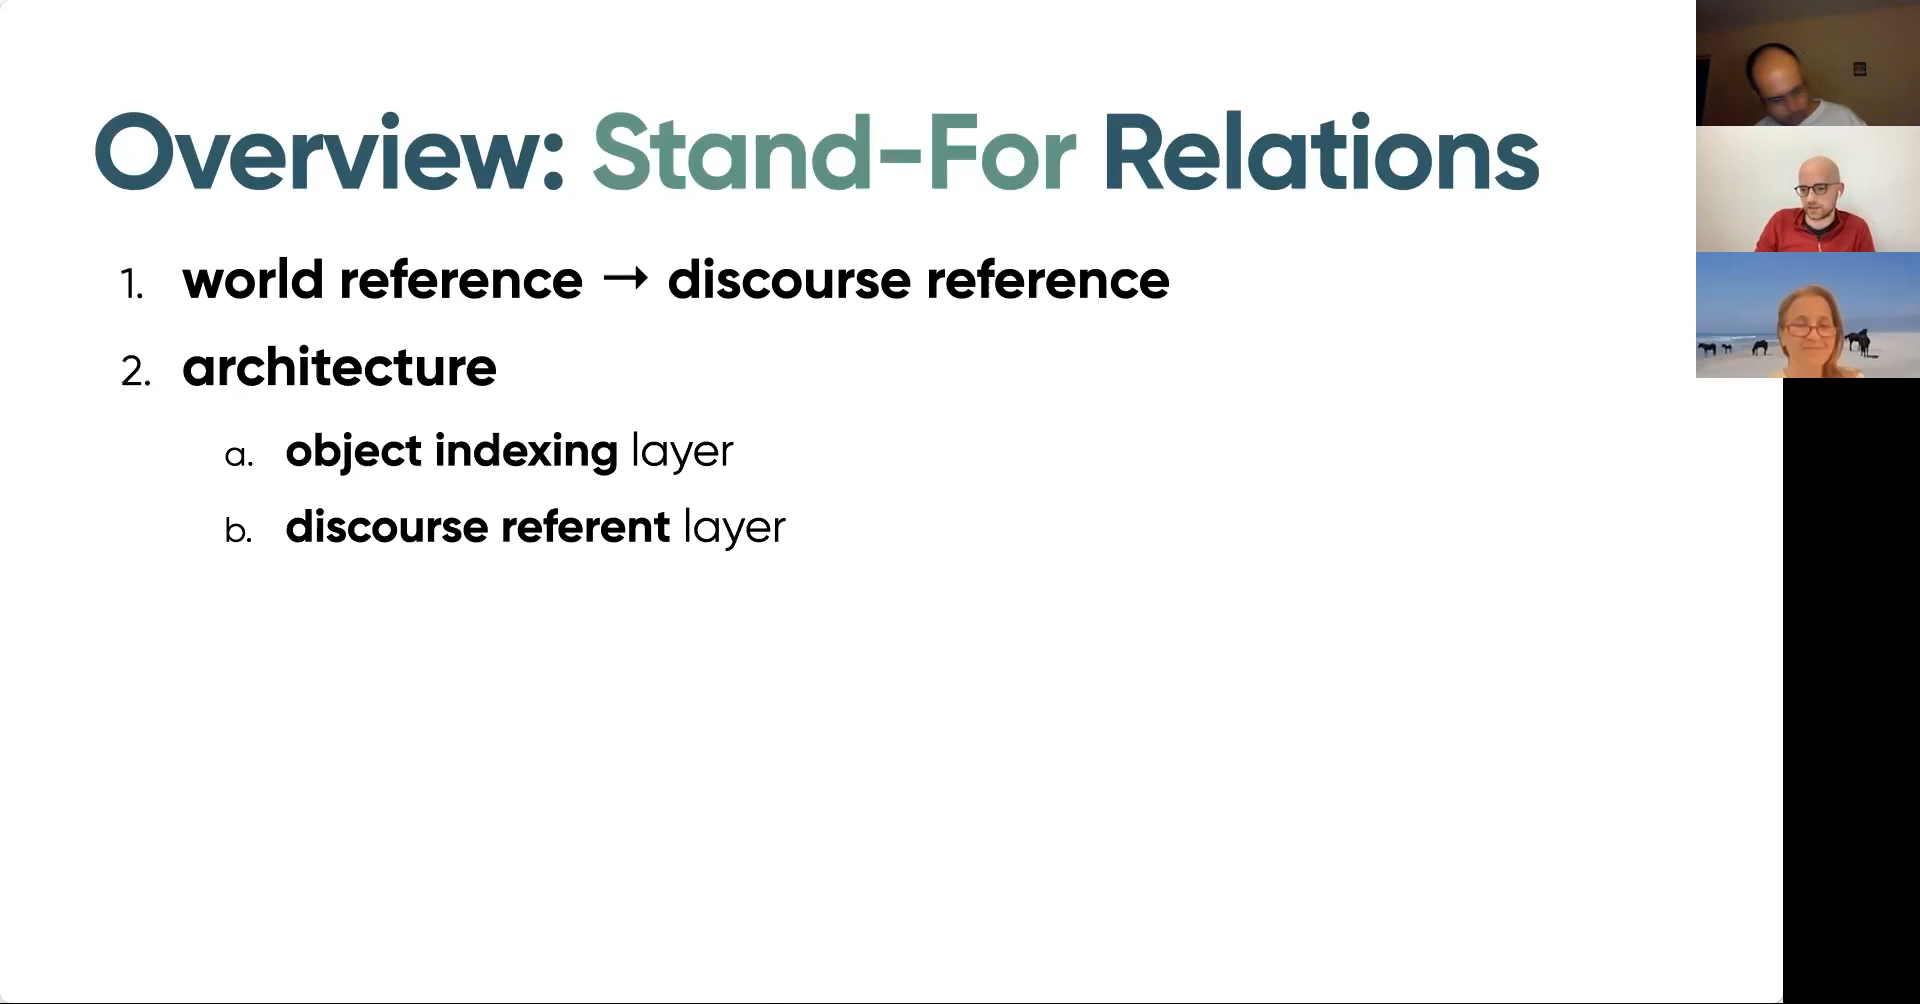 Overview: Stand-For Relations
1. world reference → discourse reference
2. architecture
a. object indexing layer
b. discourse referent layer